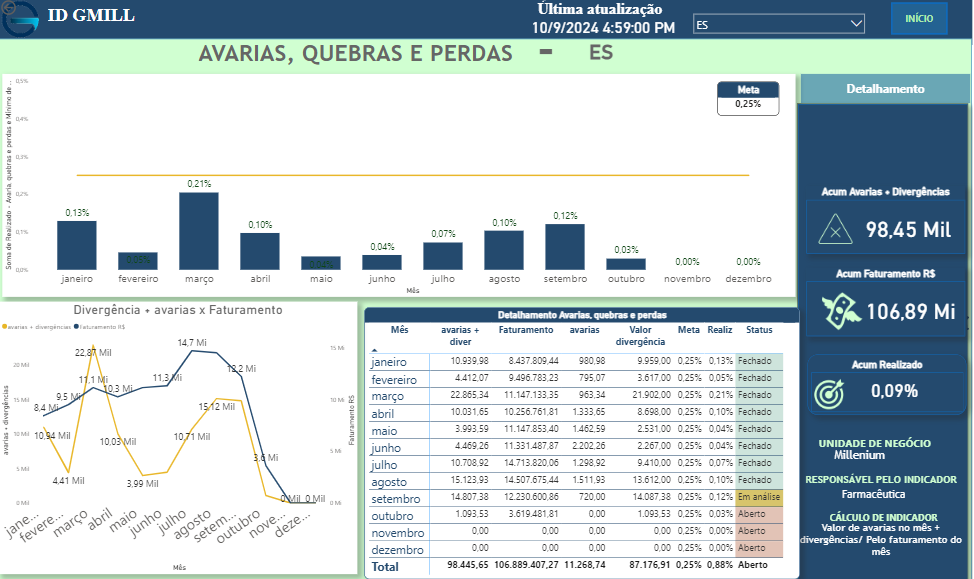 ID GMILL
Última atualização
10/9/2024 4:59:00 PM
ES
INÍCIO
AVARIAS, QUEBRAS E PERDAS - ES
Soma de Realizado - Avaria, quebras e perdas e Mínimo de ...
0,5%
0,4%
0,3%
0,2%
0,1%
0,0%
Meta
0,25%
0,13%
0,05%
0,21%
0,10%
0,04%
0,04%
0,07%
0,10%
0,12%
0,03%
0,00%
0,00%
janeiro fevereiro março abril maio junho julho agosto setembro outubro novembro dezembro
Mês
Detalhamento
Acum Avarias + Divergências
98,45 Mil
Acum Faturamento R$
106,89 Mi
Acum Realizado
0,09%
UNIDADE DE NEGÓCIO
Millenium
RESPONSÁVEL PELO INDICADOR
Farmacêutica
CÁLCULO DE INDICADOR
Valor de avarias no mês +
divergências/ Pelo faturamento do
mês
Divergência + avarias x Faturamento
avarias + divergências Faturamento R$
avarias + divergências
20 Mil
15 Mil
10 Mil
5 Mil
0 Mil
15 Mi
10 Mi
5 Mi
0 Mi
Faturamento R$
8,4 Mi
9,5 Mi
11,1 Mi
10,3 Mi
11,3 Mi
14,7 Mi
12,2 Mi
3,6 Mi
0 Mi
10,94 Mil
4,41 Mil
22,87 Mil
10,03 Mil
3,99 Mil
10,71 Mil
15,12 Mil
0 Mil
jane... fevere... março abril maio junho julho agosto setem... outubro nove... deze...
Mês
Detalhamento Avarias, quebras e perdas
Mês avarias + diver Faturamento avarias Valor divergência Meta Realiz Status
janeiro 10.939,98 8.437.809,44 980,98 9.959,00 0,25% 0,13% Fechado
fevereiro 4.412,07 9.496.783,23 795,07 3.617,00 0,25% 0,05% Fechado
março 22.865,34 11.147.133,35 963,34 21.902,00 0,25% 0,21% Fechado
abril 10.031,65 10.256.761,81 1.333,65 8.698,00 0,25% 0,10% Fechado
maio 3.993,59 11.147.853,40 1.462,59 2.531,00 0,25% 0,04% Fechado
junho 4.469,26 11.331.487,87 2.202,26 2.267,00 0,25% 0,04% Fechado
julho 10.708,92 14.713.820,06 1.298,92 9.410,00 0,25% 0,07% Fechado
agosto 15.123,93 14.507.675,44 1.511,93 13.612,00 0,25% 0,10% Fechado
setembro 14.807,38 12.230.600,86 720,00 14.087,38 0,25% 0,12% Em análise
outubro 1.093,53 3.619.481,81 0,00 1.093,53 0,25% 0,03% Aberto
novembro 0,00 0,00 0,00 0,00 0,25% 0,00% Aberto
dezembro 0,00 0,00 0,00 0,00 0,25% 0,00% Aberto
Total 98.445,65 106.889.407,27 11.268,74 87.176,91 0,25% 0,88% Aberto